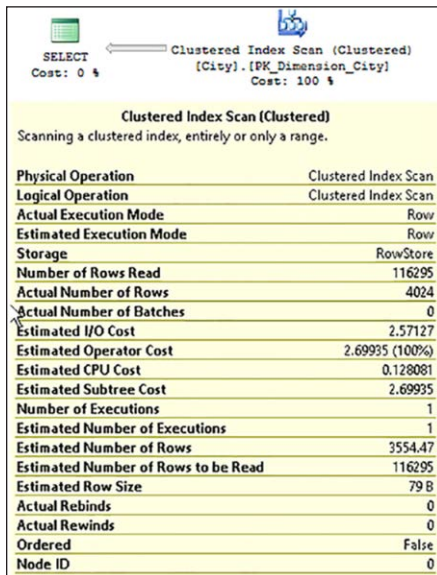 SELECT
Cost: 0 %
Clustered Index Scan (Clustered)
[City].[PK_Dimension_City]
Cost: 100 %
Clustered Index Scan (Clustered)
Scanning a clustered index, entirely or only a range.
Physical Operation Clustered Index Scan
Logical Operation Clustered Index Scan
Actual Execution Mode Row
Estimated Execution Mode Row
Storage RowStore
Number of Rows Read 116295
Actual Number of Rows 4024
Actual Number of Batches 0
Estimated I/O Cost 2.57127
Estimated Operator Cost 2.69935 (100%)
Estimated CPU Cost 0.128081
Estimated Subtree Cost 2.69935
Number of Executions 1
Estimated Number of Executions 1
Estimated Number of Rows 3554.47
Estimated Number of Rows to be Read 116295
Estimated Row Size 79 B
Actual Rebinds 0
Actual Rewinds 0
Ordered False
Node ID 0